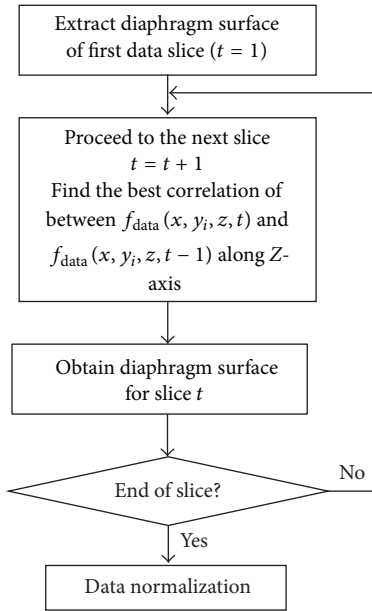 Extract diaphragm surface
of first data slice (t = 1)
Proceed to the next slice
t = t + 1
Find the best correlation of
between f_data (x, y_i, z, t) and
f_data (x, y_i, z, t − 1) along Z-
axis
Obtain diaphragm surface
for slice t
End of slice?
No
Yes
Data normalization